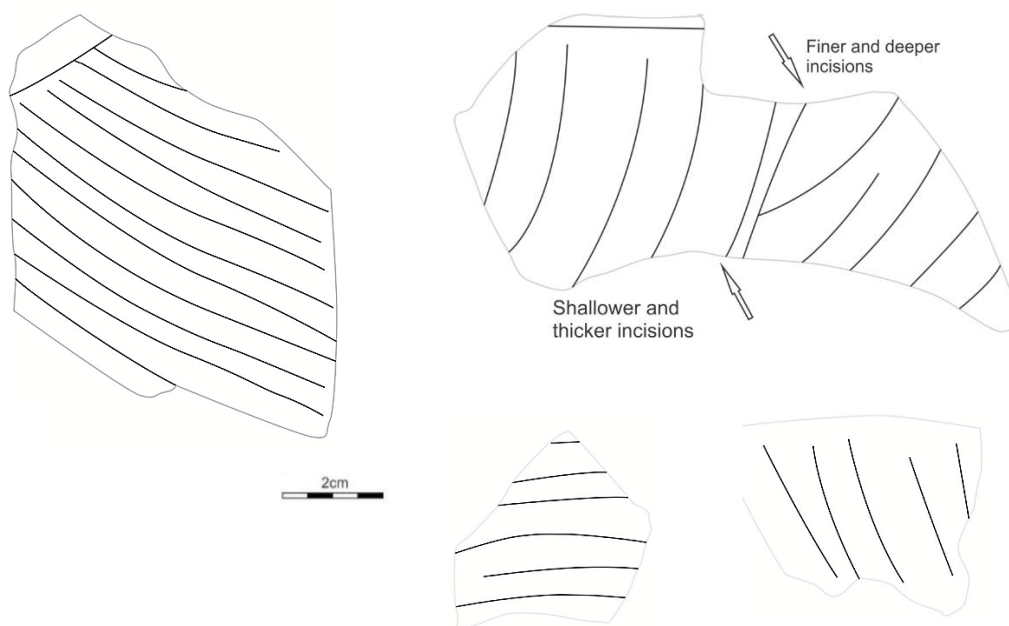 Finer and deeper
incisions
Shallower and
thicker incisions
2cm